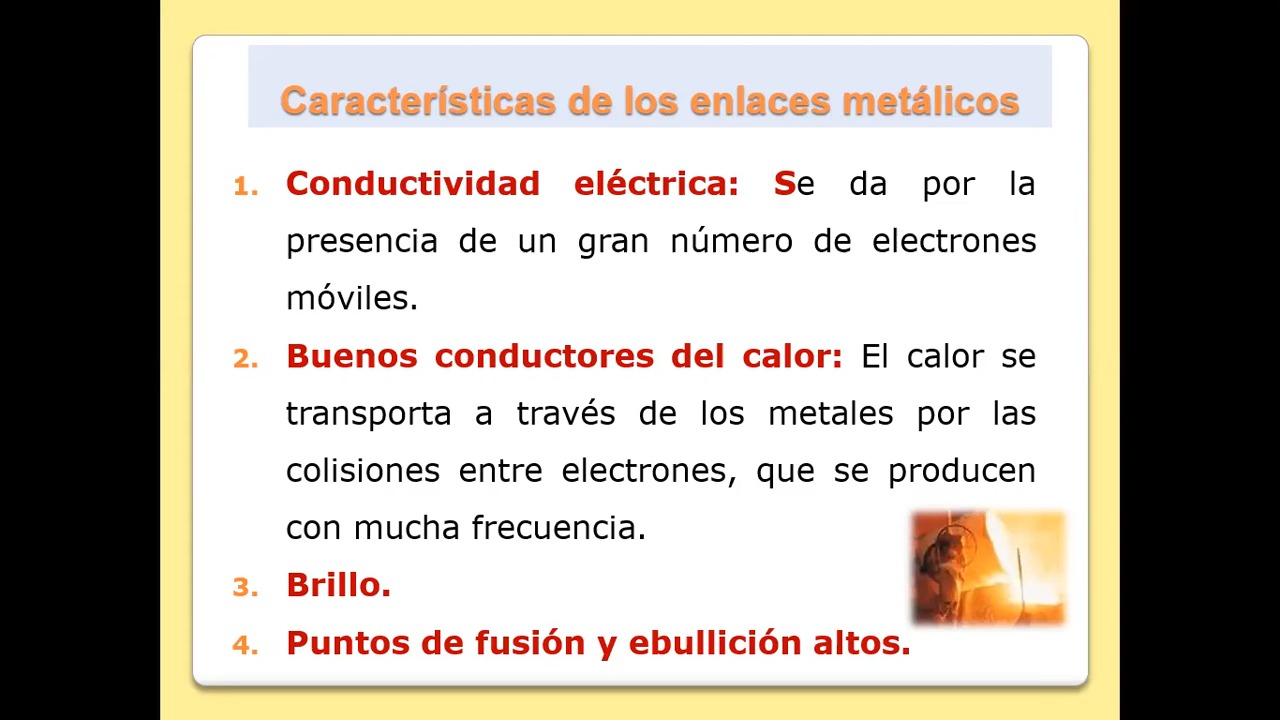 Características de los enlaces metálicos
1. Conductividad eléctrica: Se da por la
presencia de un gran número de electrones
móviles.
2. Buenos conductores del calor: El calor se
transporta a través de los metales por las
colisiones entre electrones, que se producen
con mucha frecuencia.
3. Brillo.
4. Puntos de fusión y ebullición altos.